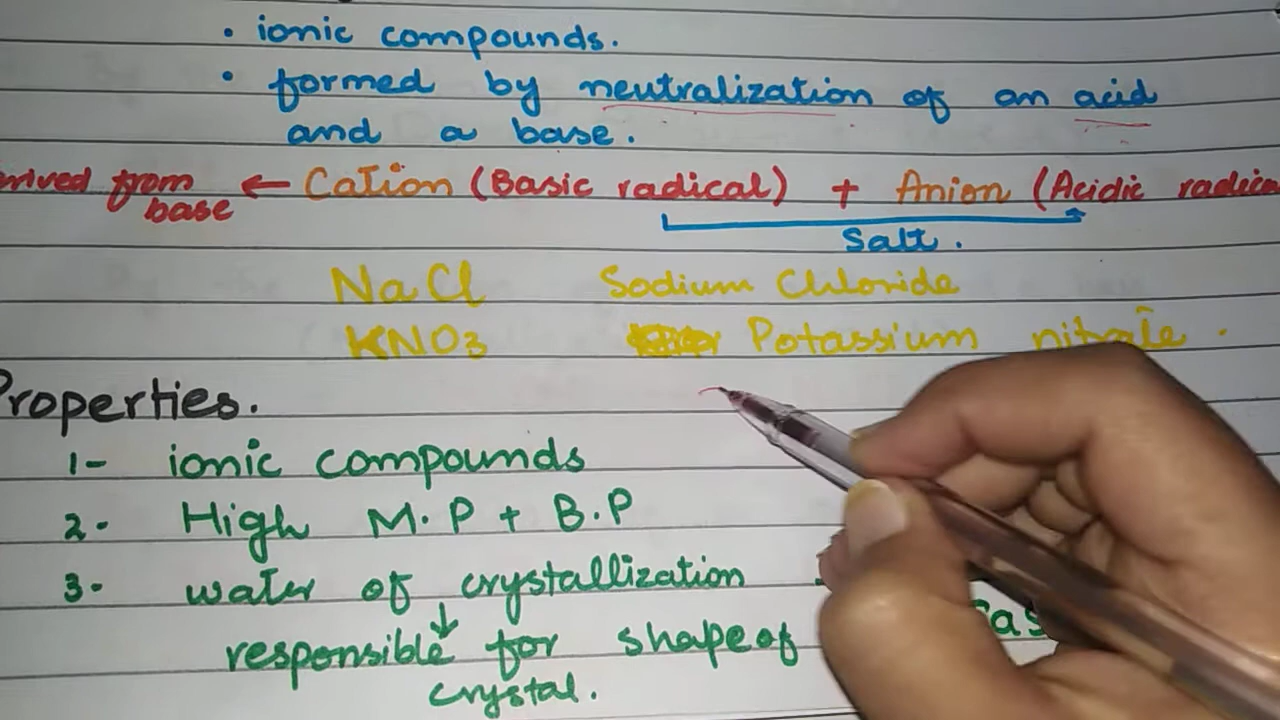 • ionic compounds.
• formed by neutralization of an acid
and a base.
from ← Cation (Basic radical) + Anion (Acidic
base
Salt.
NaCl Sodium Chloride
KNO3 Potassium nitrate.
Properties.
1- ionic compounds
2- High M.P + B.P
3- water of crystallization
↓
responsible for shape of
crystal.